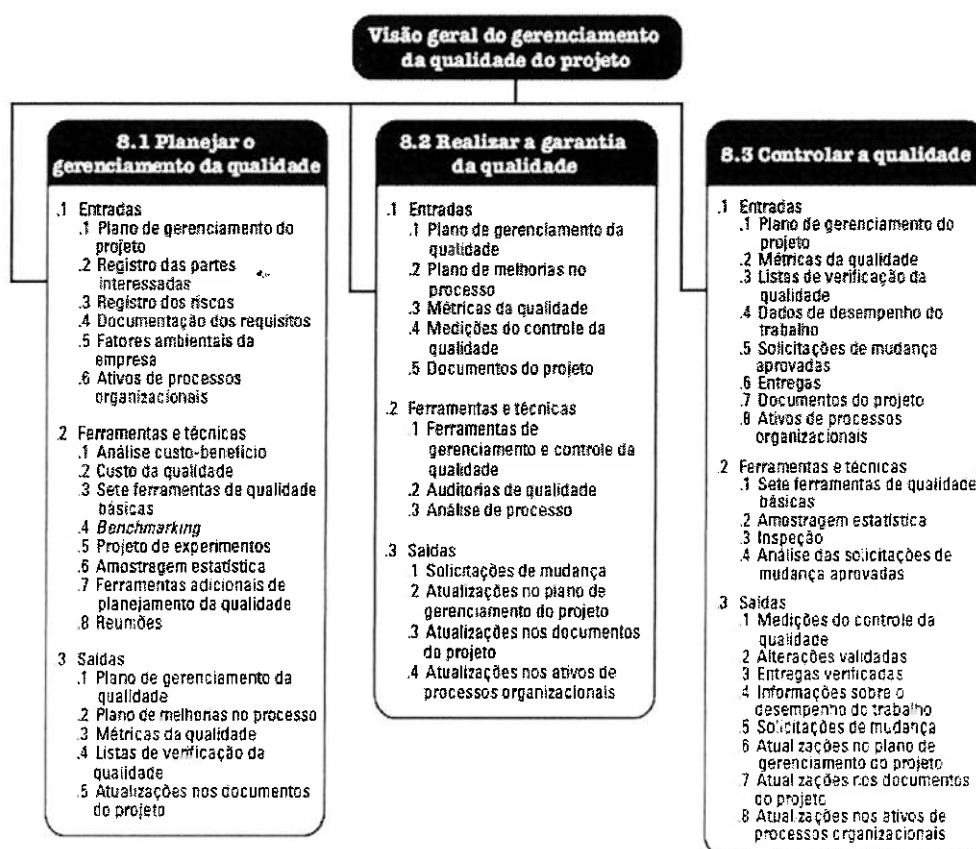 Visão geral do gerenciamento
da qualidade do projeto
8.1 Planejar o
gerenciamento da qualidade
.1 Entradas
.1 Plano de gerenciamento do
projeto
.2 Registro das partes
interessadas
.3 Registro dos riscos
.4 Documentação dos requisitos
.5 Fatores ambientais da
empresa
.6 Ativos de processos
organizacionais
.2 Ferramentas e técnicas
.1 Análise custo-benefício
.2 Custo da qualidade
.3 Sete ferramentas de qualidade
básicas
.4 Benchmarking
.5 Projeto de experimentos
.6 Amostragem estatística
.7 Ferramentas adicionais de
planejamento da qualidade
.8 Reuniões
.3 Saídas
.1 Plano de gerenciamento da
qualidade
.2 Plano de melhorias no processo
.3 Métricas da qualidade
.4 Listas de verificação da
qualidade
.5 Atualizações nos documentos
do projeto
8.2 Realizar a garantia
da qualidade
.1 Entradas
.1 Plano de gerenciamento da
qualidade
.2 Plano de melhorias no
processo
.3 Métricas da qualidade
.4 Medições do controle da
qualidade
.5 Documentos do projeto
.2 Ferramentas e técnicas
.1 Ferramentas de
gerenciamento e controle da
qualidade
.2 Auditorias de qualidade
.3 Análise de processo
.3 Saídas
1 Solicitações de mudança
2 Atualizações no plano de
gerenciamento do projeto
.3 Atualizações nos documentos
do projeto
.4 Atualizações nos ativos de
processos organizacionais
8.3 Controlar a qualidade
.1 Entradas
.1 Plano de gerenciamento do
projeto
.2 Métricas da qualidade
.3 Listas de verificação da
qualidade
.4 Dados de desempenho do
trabalho
.5 Solicitações de mudança
aprovadas
.6 Entregas
.7 Documentos do projeto
.8 Ativos de processos
organizacionais
.2 Ferramentas e técnicas
.1 Sete ferramentas de qualidade
básicas
.2 Amostragem estatística
.3 Inspeção
.4 Análise das solicitações de
mudança aprovadas
.3 Saídas
.1 Medições do controle da
qualidade
.2 Alterações validadas
.3 Entregas verificadas
.4 Informações sobre o
desempenho do trabalho
.5 Solicitações de mudança
.6 Atualizações no plano de
gerenciamento do projeto
.7 Atualizações nos documentos
do projeto
.8 Atualizações nos ativos de
processos organizacionais